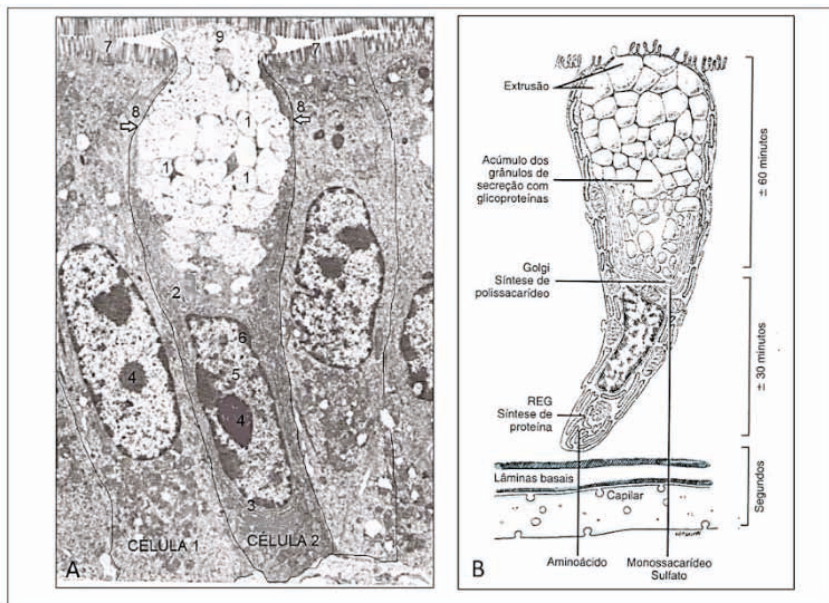 7
9
7
8
8
1
1
1
2
6
5
4
4
3
CÉLULA 1
CÉLULA 2
A
Extrusão
Acúmulo dos
grânulos de
secreção com
glicoproteínas
Golgi
Síntese de
polissacarídeo
REG
Síntese de
proteína
Lâminas basais
Capilar
Aminoácido
Monossacarídeo
Sulfato
± 60 minutos
± 30 minutos
Segundos
B